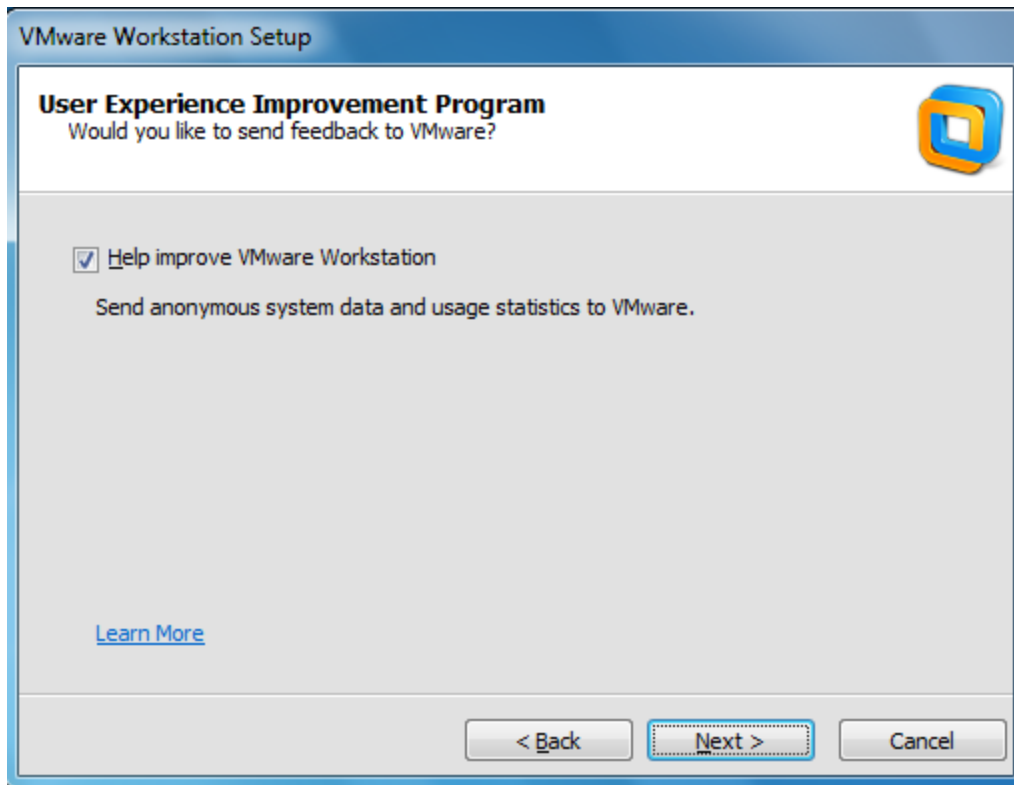 VMware Workstation Setup
User Experience Improvement Program
Would you like to send feedback to VMware?
Help improve VMware Workstation
Send anonymous system data and usage statistics to VMware.
Learn More
< Back Next > Cancel